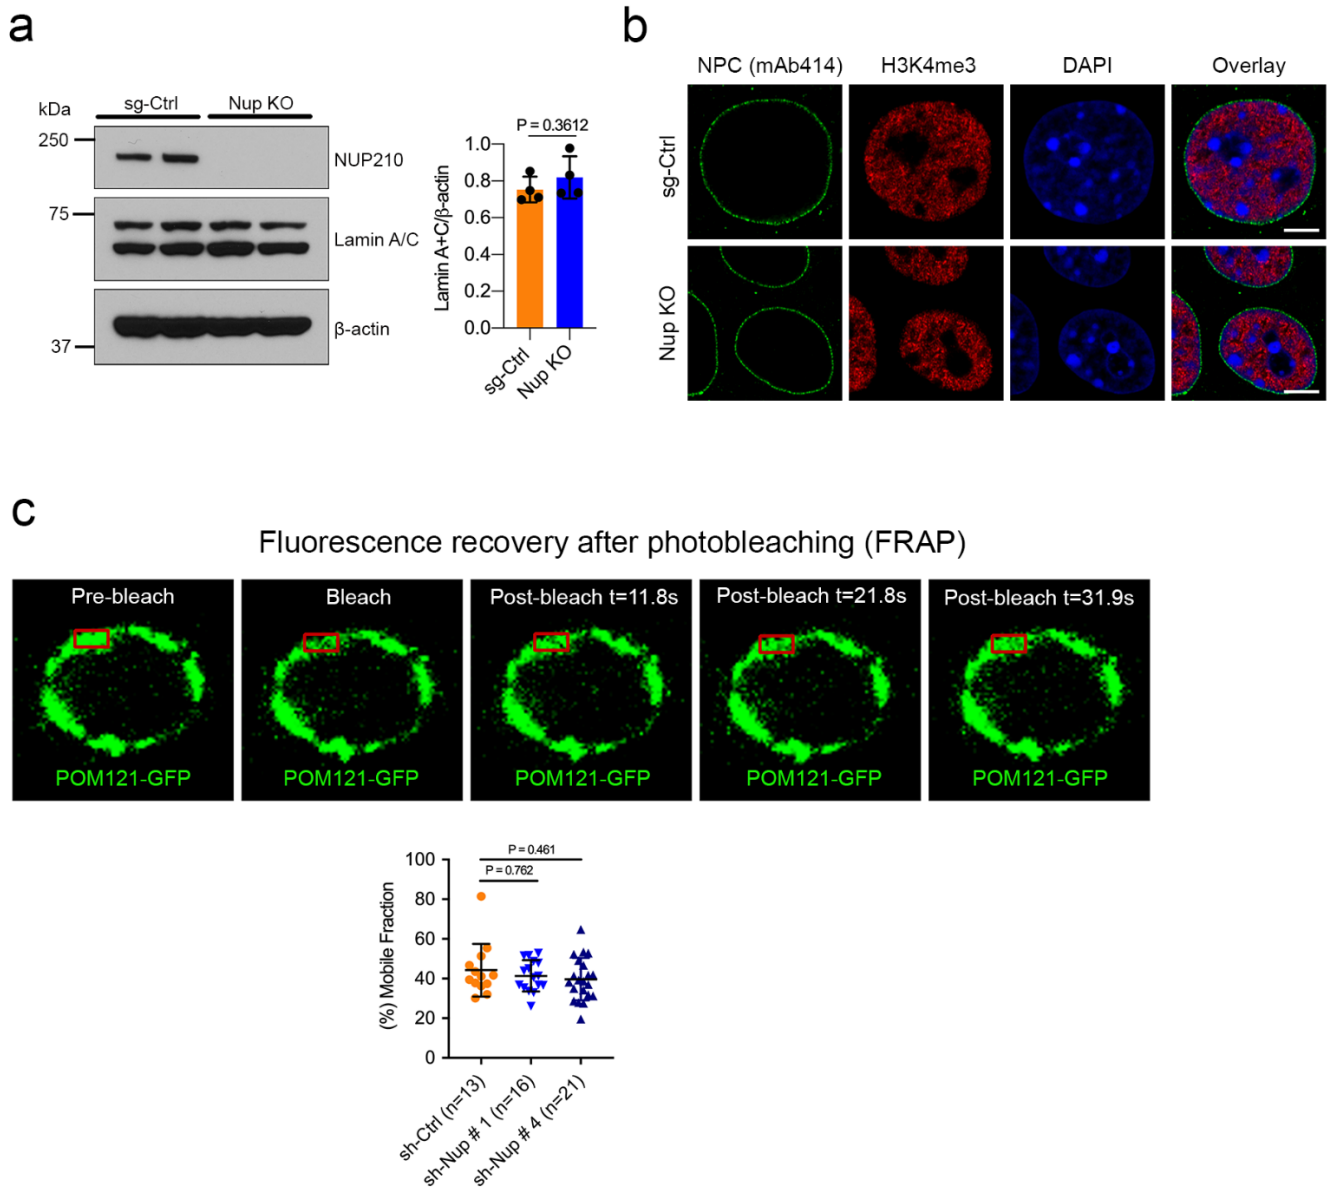 a
kDa
sg-Ctrl
Nup KO
250
NUP210
75
Lamin A/C
β-actin
37
P = 0.3612
1.0
0.8
0.6
0.4
0.2
0.0
Lamin A+C/β-actin
sg-Ctrl
Nup KO
b
NPC (mAb414)
H3K4me3
DAPI
Overlay
sg-Ctrl
Nup KO
c
Fluorescence recovery after photobleaching (FRAP)
Pre-bleach
Bleach
Post-bleach t=11.8s
Post-bleach t=21.8s
Post-bleach t=31.9s
POM121-GFP
POM121-GFP
POM121-GFP
POM121-GFP
POM121-GFP
P = 0.461
P = 0.762
100
80
60
40
20
0
(%) Mobile Fraction
sh-Ctrl (n=13)
sh-Nup # 1 (n=16)
sh-Nup # 4 (n=21)